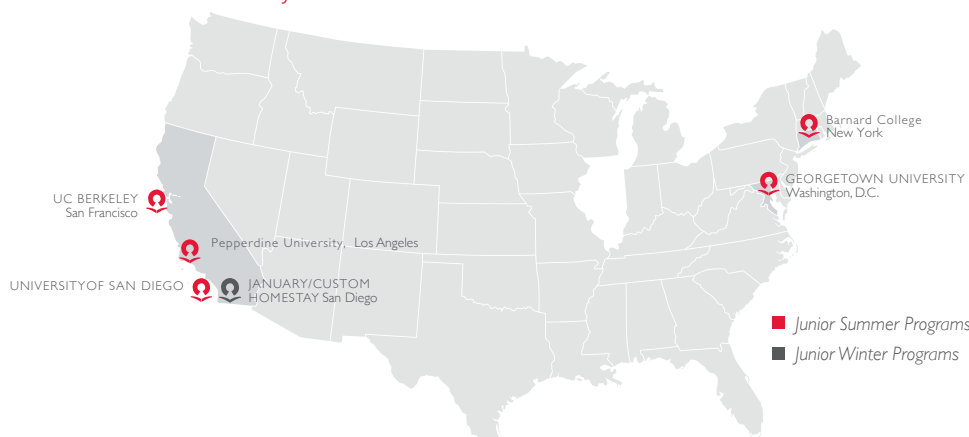 Barnard College
New York
GEORGETOWN UNIVERSITY
Washington, D.C.
UC BERKELEY
San Francisco
Pepperdine University, Los Angeles
UNIVERSITYOF SAN DIEGO
JANUARY/CUSTOM
HOMESTAY San Diego
Junior Summer Programs
Junior Winter Programs